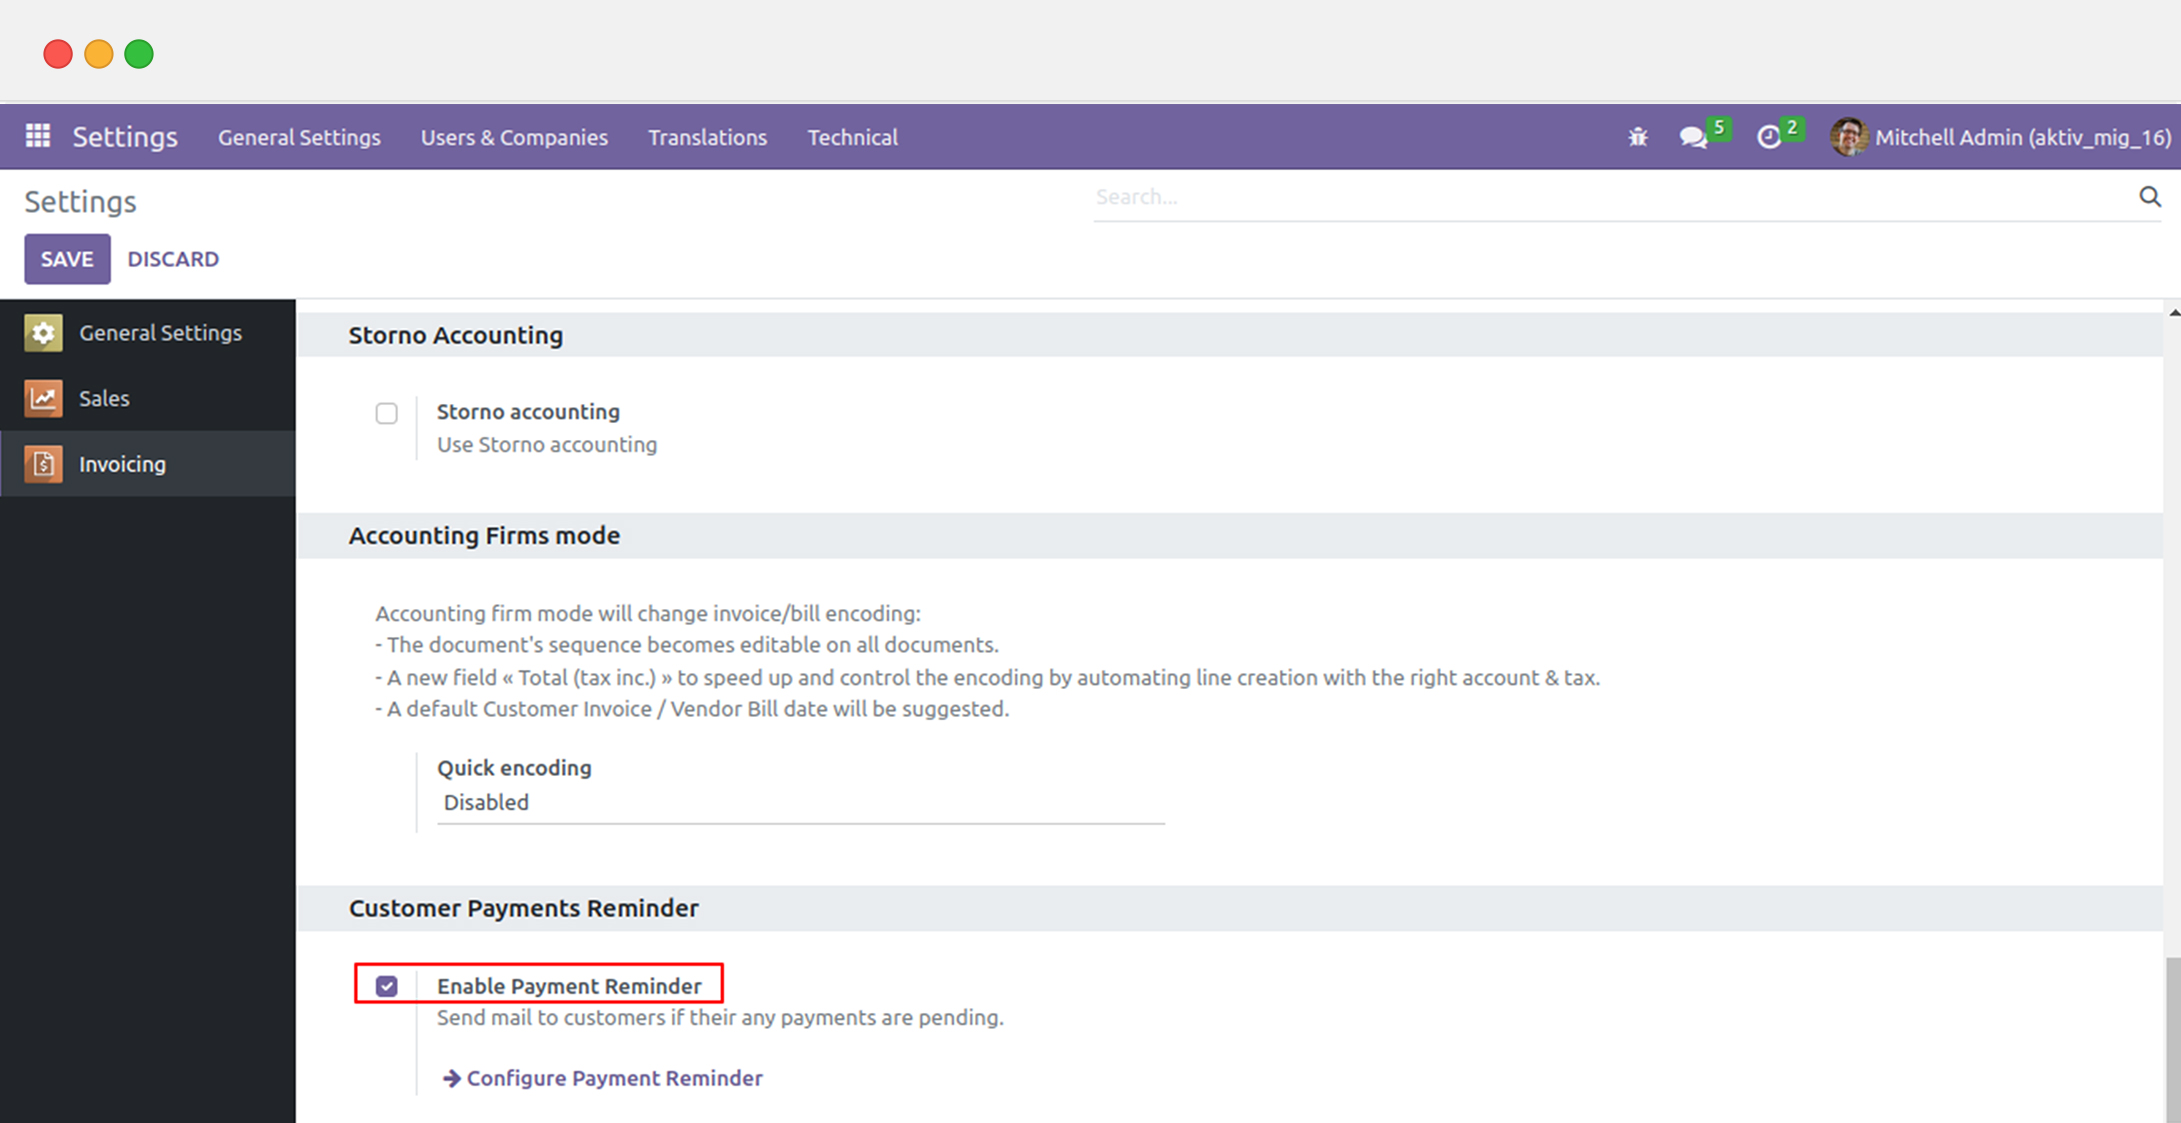 Settings General Settings Users & Companies Translations Technical 5 2 Mitchell Admin (aktiv_mig_16)
Settings
Search...
SAVE DISCARD
General Settings
Sales
Invoicing
Storno Accounting
Storno accounting
Use Storno accounting
Accounting Firms mode
Accounting firm mode will change invoice/bill encoding:
- The document's sequence becomes editable on all documents.
- A new field « Total (tax inc.) » to speed up and control the encoding by automating line creation with the right account & tax.
- A default Customer Invoice / Vendor Bill date will be suggested.
Quick encoding
Disabled
Customer Payments Reminder
Enable Payment Reminder
Send mail to customers if their any payments are pending.
Configure Payment Reminder